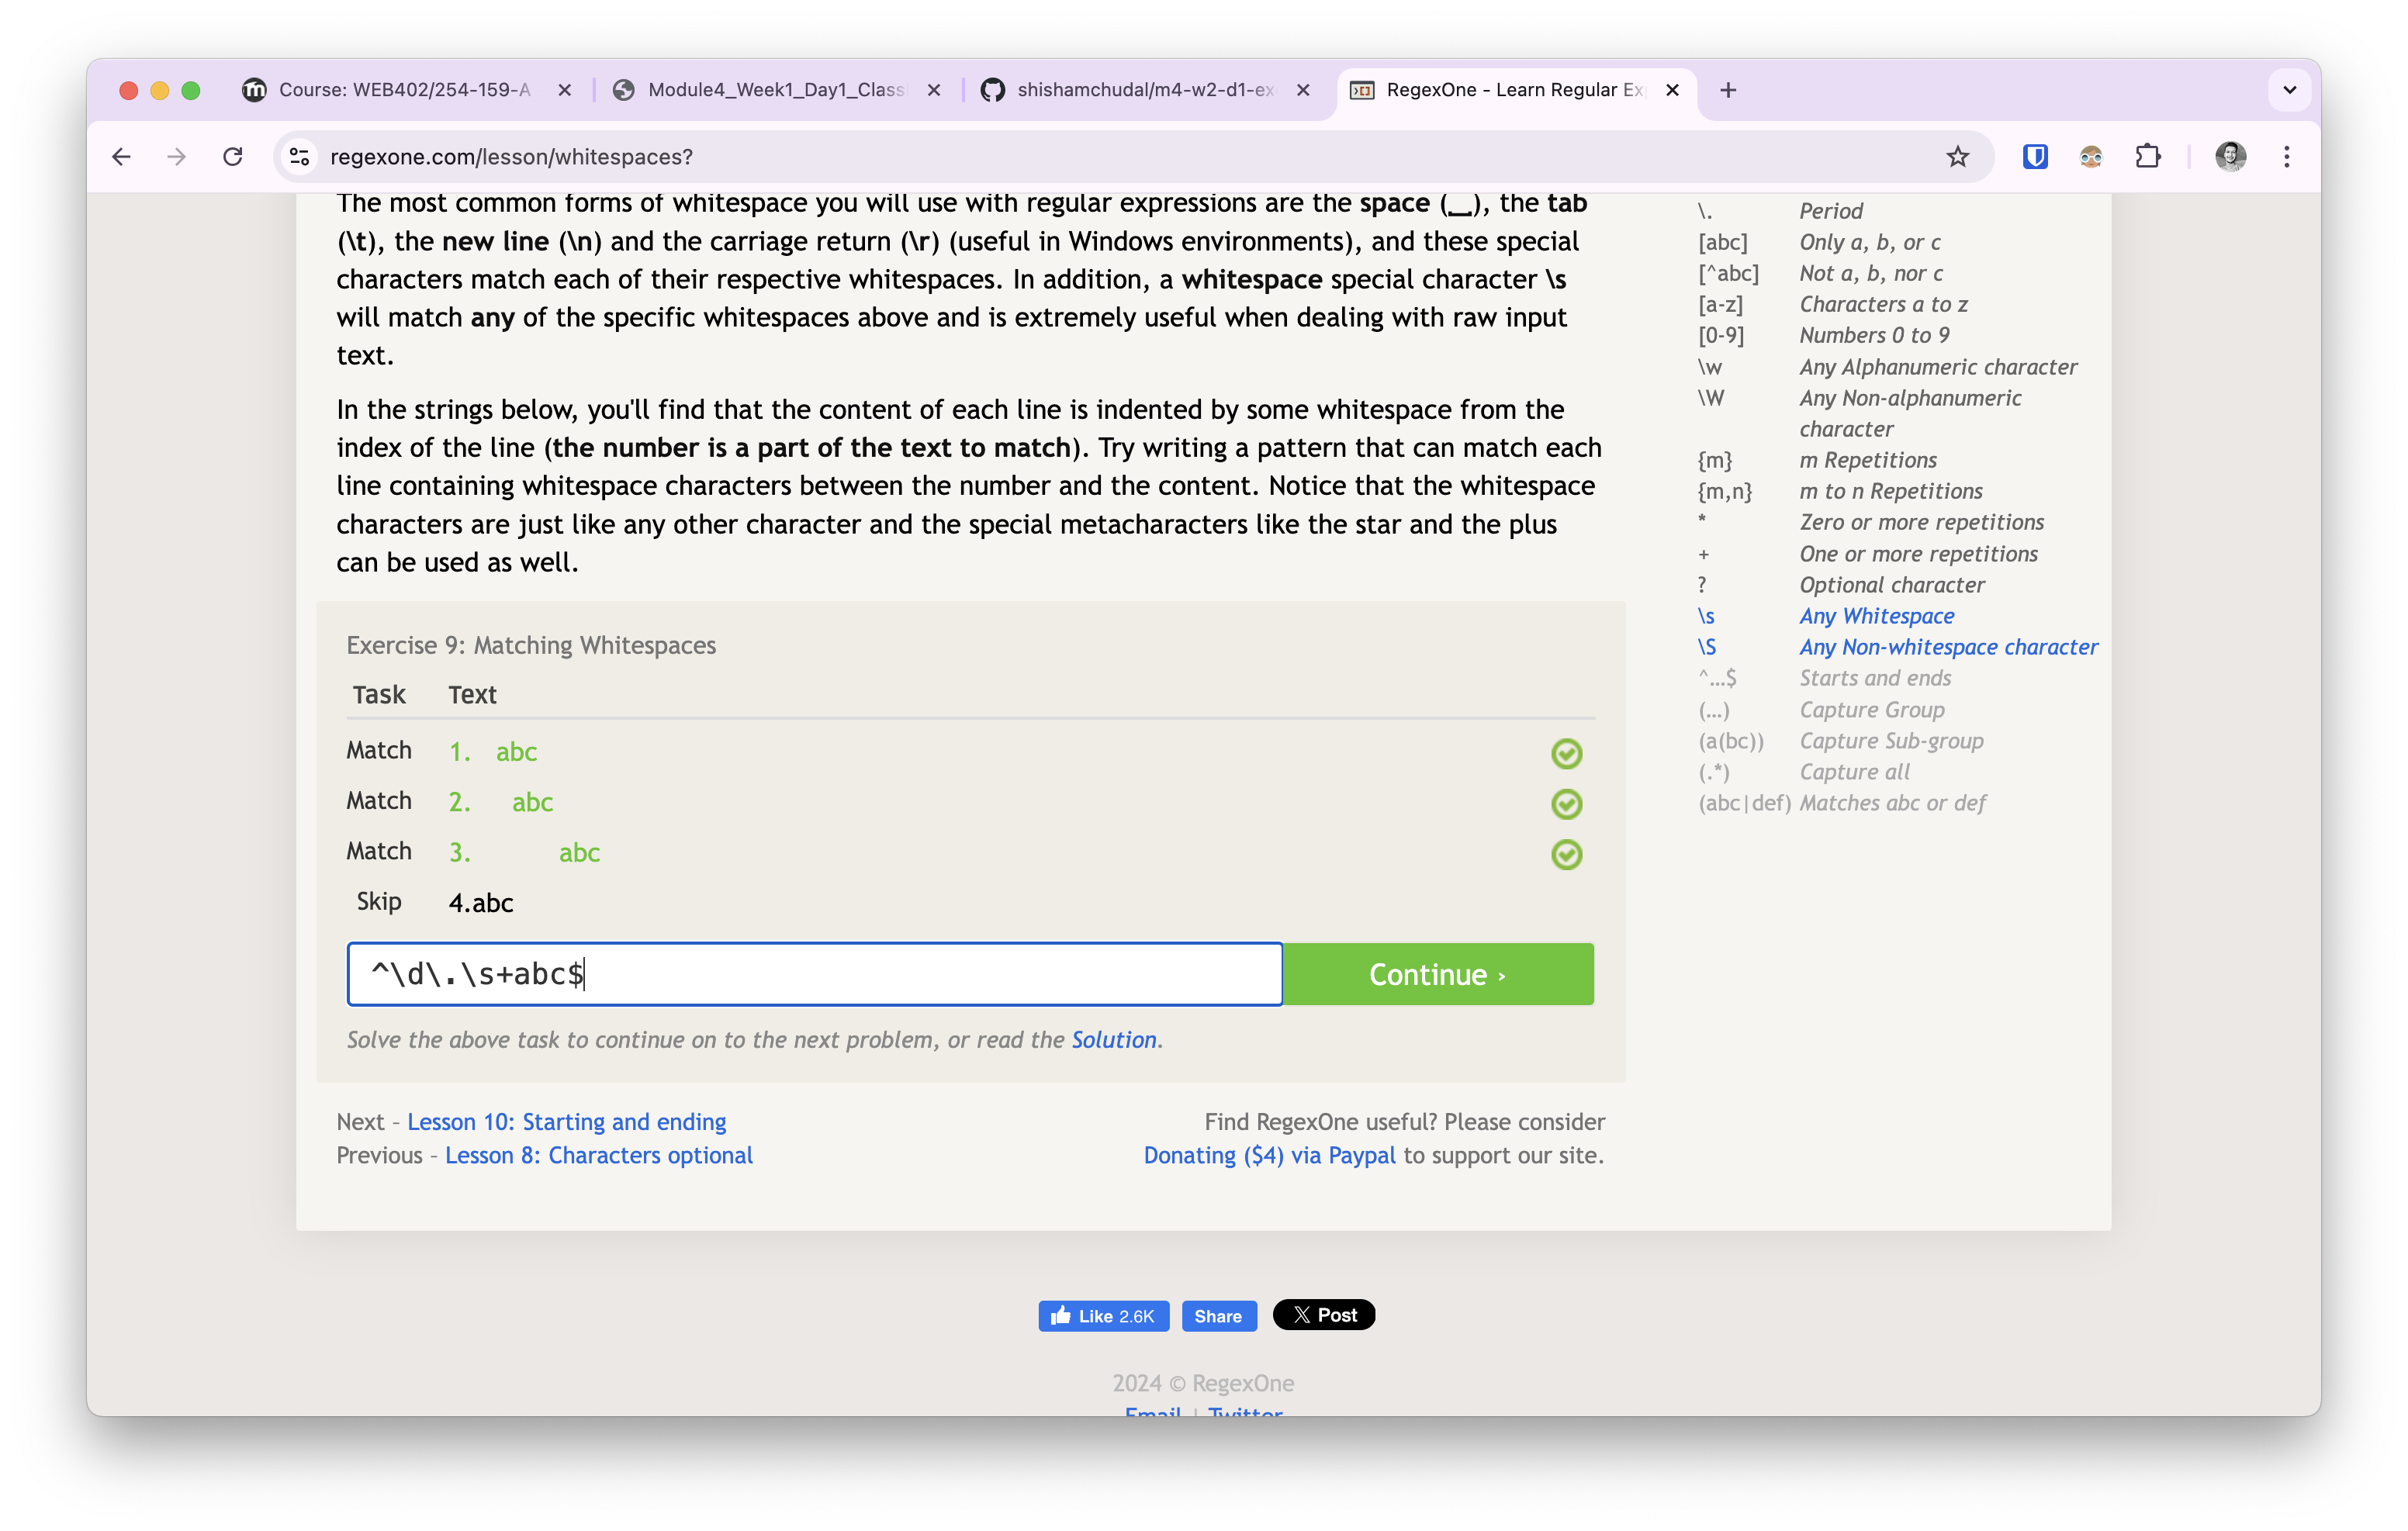 Course: WEB402/254-159-A
Module4_Week1_Day1_Class
shishamchudal/m4-w2-d1-ex
RegexOne - Learn Regular Ex
regexone.com/lesson/whitespaces?
The most common forms of whitespace you will use with regular expressions are the space (␣), the tab
(\t), the new line (\n) and the carriage return (\r) (useful in Windows environments), and these special
characters match each of their respective whitespaces. In addition, a whitespace special character \s
will match any of the specific whitespaces above and is extremely useful when dealing with raw input
text.
In the strings below, you'll find that the content of each line is indented by some whitespace from the
index of the line (the number is a part of the text to match). Try writing a pattern that can match each
line containing whitespace characters between the number and the content. Notice that the whitespace
characters are just like any other character and the special metacharacters like the star and the plus
can be used as well.
Exercise 9: Matching Whitespaces
Task Text
Match 1.   abc
Match 2.    abc
Match 3.       abc
Skip 4.abc
^\d\.\s+abc$
Continue ›
Solve the above task to continue on to the next problem, or read the Solution.
Next – Lesson 10: Starting and ending
Previous – Lesson 8: Characters optional
Find RegexOne useful? Please consider
Donating ($4) via Paypal to support our site.
\. Period
[abc] Only a, b, or c
[^abc] Not a, b, nor c
[a-z] Characters a to z
[0-9] Numbers 0 to 9
\w Any Alphanumeric character
\W Any Non-alphanumeric
character
{m} m Repetitions
{m,n} m to n Repetitions
* Zero or more repetitions
+ One or more repetitions
? Optional character
\s Any Whitespace
\S Any Non-whitespace character
^…$ Starts and ends
(…) Capture Group
(a(bc)) Capture Sub-group
(.*) Capture all
(abc|def) Matches abc or def
Like 2.6K
Share
X Post
2024 © RegexOne
Email | Twitter